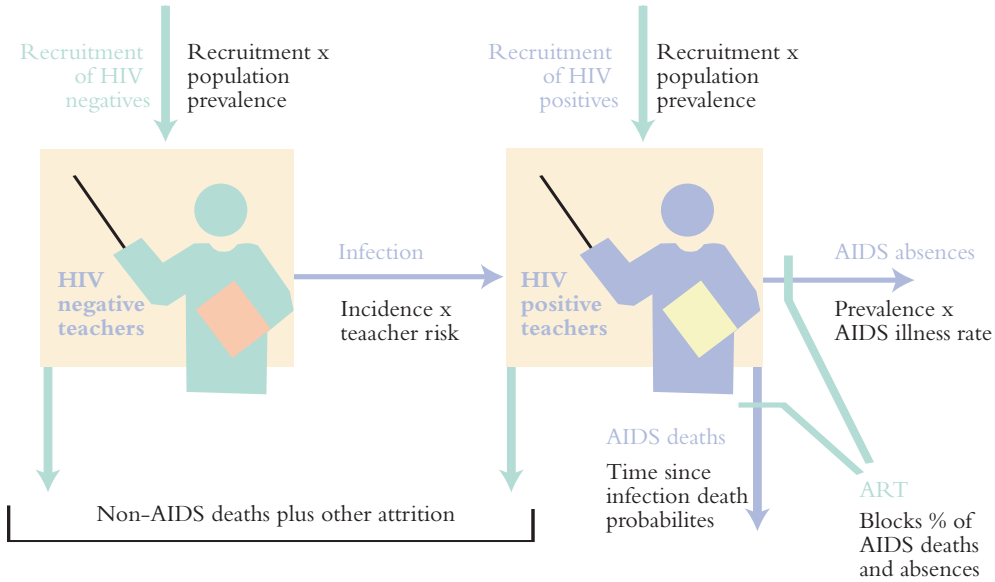 Recruitment
of HIV
negatives
Recruitment x
population
prevalence
Recruitment
of HIV
positives
Recruitment x
population
prevalence
HIV
negative
teachers
Infection
Incidence x
teaacher risk
HIV
positive
teachers
AIDS absences
Prevalence x
AIDS illness rate
AIDS deaths
Time since
infection death
probabilites
ART
Blocks % of
AIDS deaths
and absences
Non-AIDS deaths plus other attrition